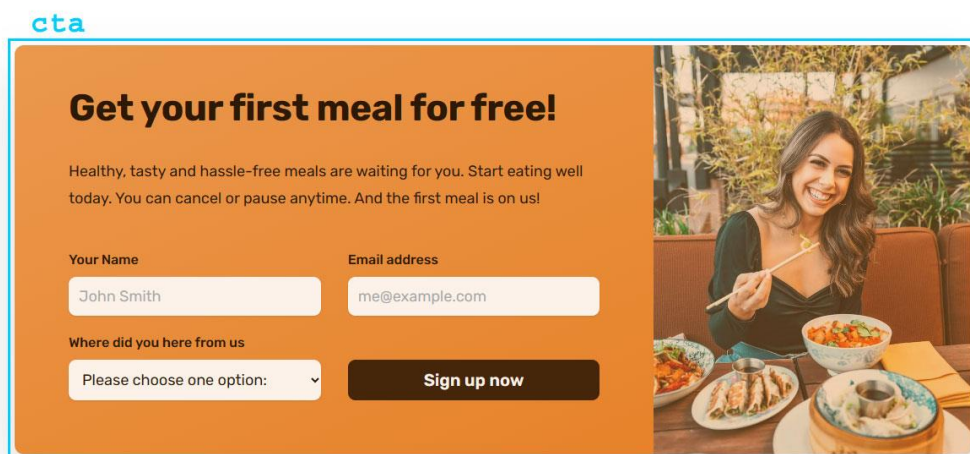 cta
Get your first meal for free!
Healthy, tasty and hassle-free meals are waiting for you. Start eating well
today. You can cancel or pause anytime. And the first meal is on us!
Your Name
Email address
John Smith
me@example.com
Where did you here from us
Please choose one option:
Sign up now